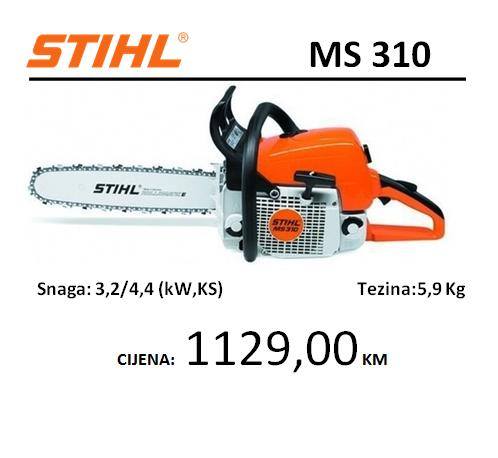 STIHL®
MS 310
STIHL
STIHL
MS 310
Snaga: 3,2/4,4 (kW,KS)
Tezina:5,9 Kg
CIJENA: 1129,00 KM